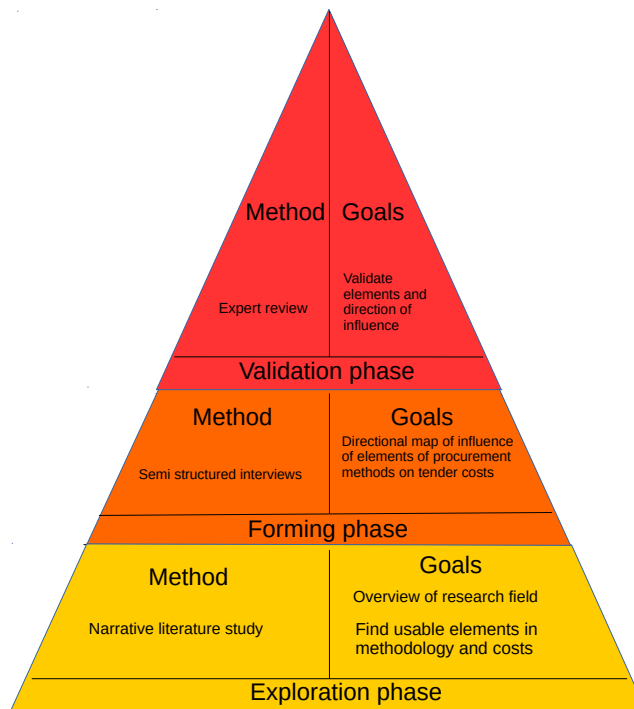 Method
Goals
Expert review
Validate
elements and
direction of
influence
Validation phase
Method
Goals
Semi structured interviews
Directional map of influence
of elements of procurement
methods on tender costs
Forming phase
Method
Goals
Narrative literature study
Overview of research field
Find usable elements in
methodology and costs
Exploration phase